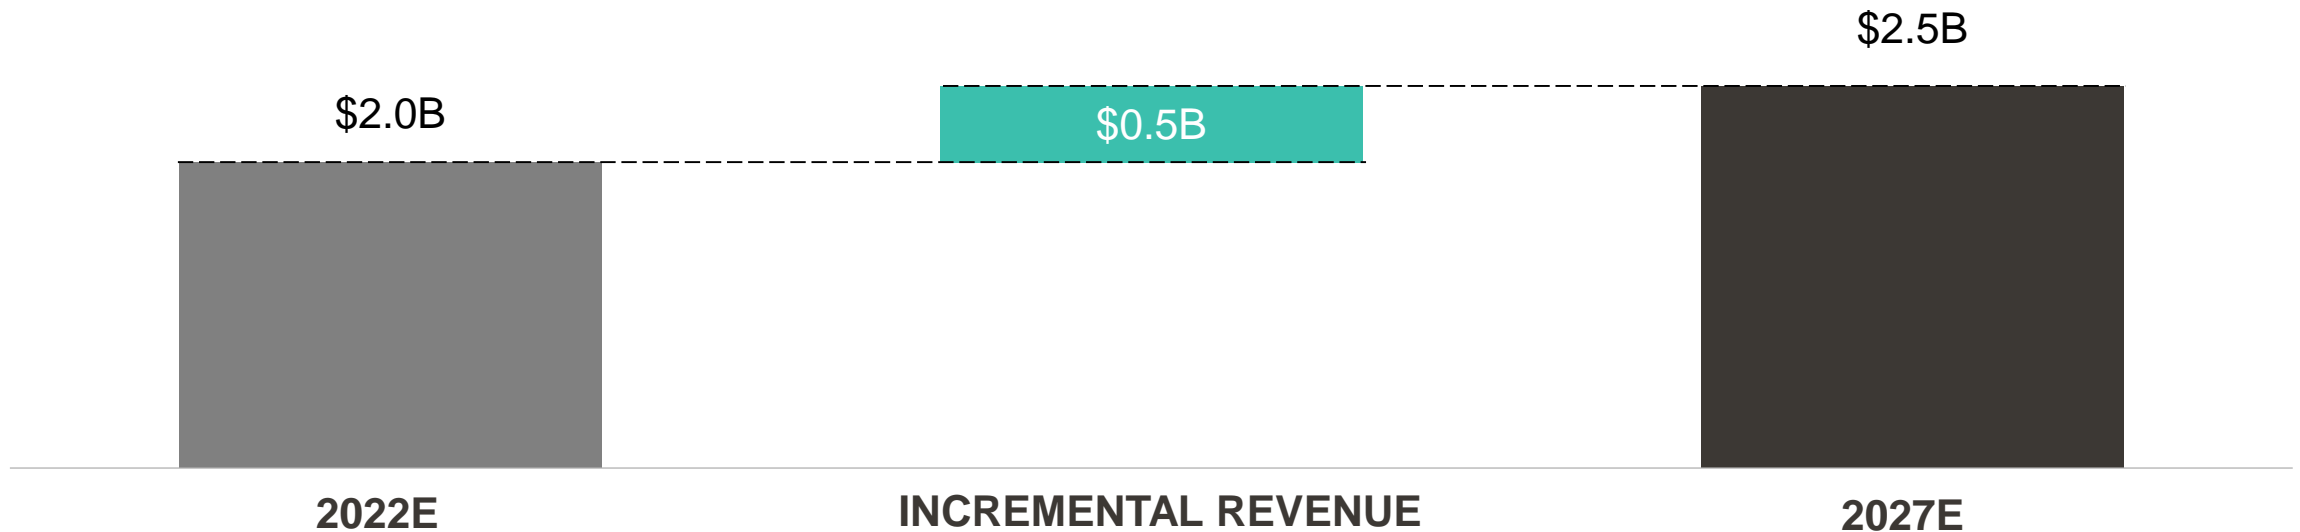 $2.5B
$2.0B
$0.5B
2022E
INCREMENTAL REVENUE
2027E